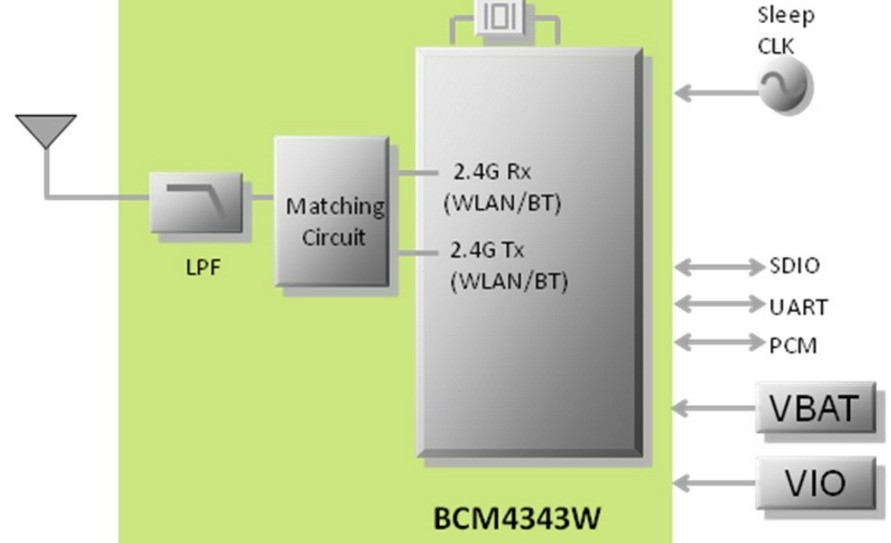 Sleep
CLK
2.4G Rx
(WLAN/BT)
Matching
Circuit
2.4G Tx
(WLAN/BT)
LPF
SDIO
UART
PCM
VBAT
VIO
BCM4343W